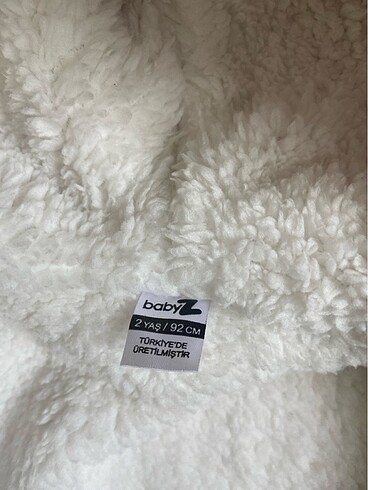 babyZ
2 YAŞ / 92 CM
TÜRKİYE'DE
ÜRETİLMİŞTİR